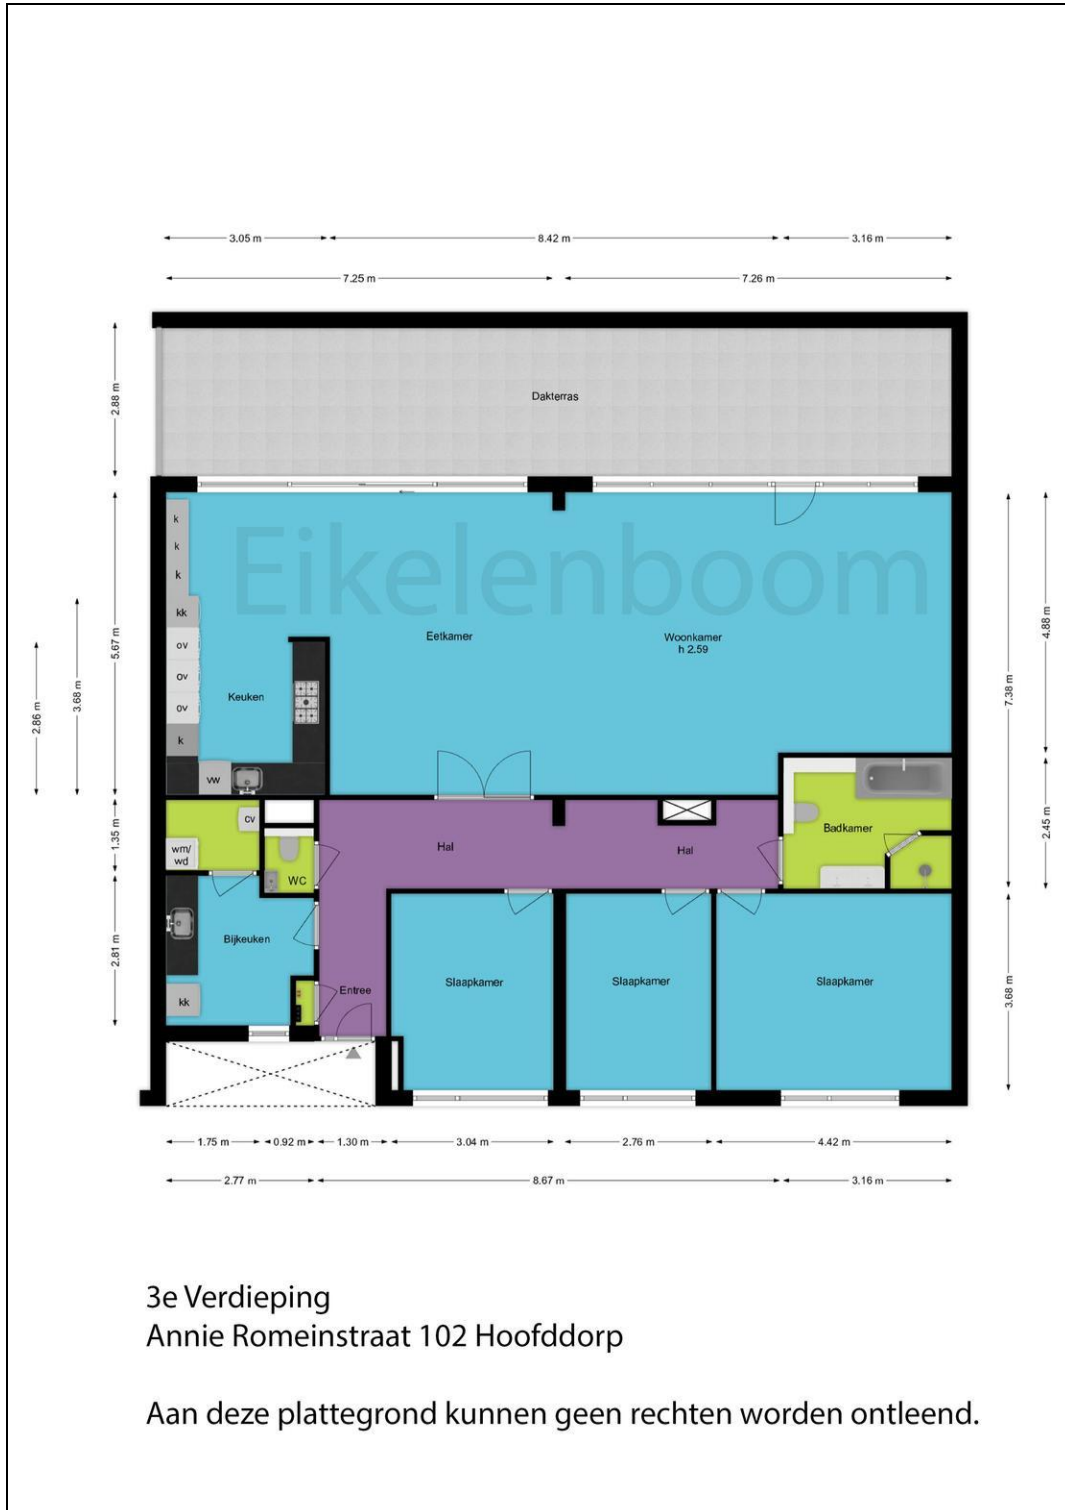 3.05 m 8.42 m 3.16 m
7.25 m 7.26 m
2.88 m
Dakterras
Eikelenboom
k
k
k
kk
ov
ov
ov
k
vw
Keuken
Eetkamer
Woonkamer
h 2.59
5.67 m
3.68 m
2.86 m
4.88 m
7.38 m
2.45 m
1.35 m
cv
wm/
wd
WC
Hal
Hal
Badkamer
2.81 m
Bijkeuken
kk
Entree
Slaapkamer
Slaapkamer
Slaapkamer
3.68 m
1.75 m 0.92 m 1.30 m 3.04 m 2.76 m 4.42 m
2.77 m 8.67 m 3.16 m
3e Verdieping
Annie Romeinstraat 102 Hoofddorp
Aan deze plattegrond kunnen geen rechten worden ontleend.